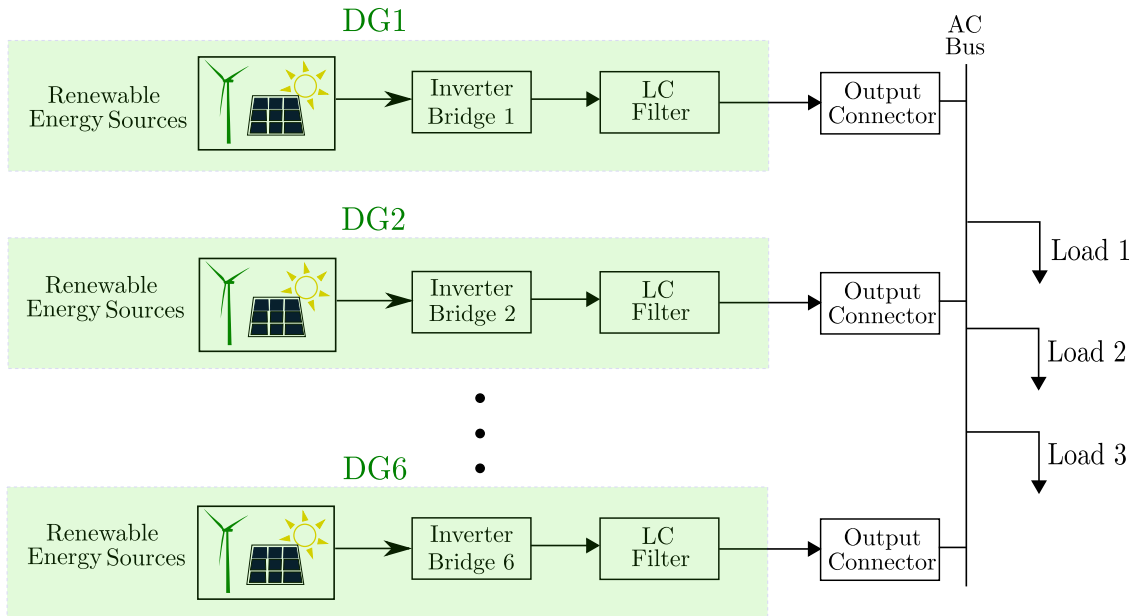 DG1
Renewable
Energy Sources
Inverter
Bridge 1
LC
Filter
Output
Connector
AC
Bus
DG2
Renewable
Energy Sources
Inverter
Bridge 2
LC
Filter
Output
Connector
Load 1
Load 2
Load 3
DG6
Renewable
Energy Sources
Inverter
Bridge 6
LC
Filter
Output
Connector